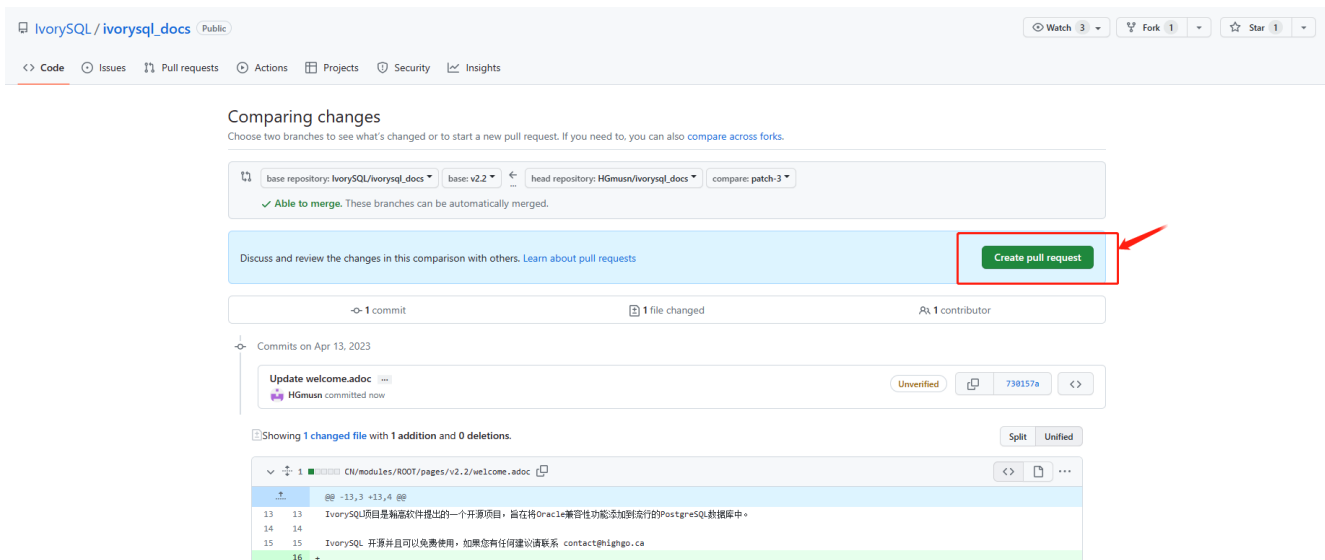 IvorySQL / ivorysql_docs Public
Watch 3
Fork 1
Star 1
Code
Issues
Pull requests
Actions
Projects
Security
Insights
Comparing changes
Choose two branches to see what's changed or to start a new pull request. If you need to, you can also compare across forks.
base repository: IvorySQL/ivorysql_docs
base: v2.2
...
head repository: HGmusn/ivorysql_docs
compare: patch-3
Able to merge. These branches can be automatically merged.
Discuss and review the changes in this comparison with others. Learn about pull requests
Create pull request
1 commit
1 file changed
1 contributor
Commits on Apr 13, 2023
Update welcome.adoc ...
HGmusn committed now
Unverified
730157a
Showing 1 changed file with 1 addition and 0 deletions.
Split
Unified
1
CN/modules/ROOT/pages/v2.2/welcome.adoc
...
@@ -13,3 +13,4 @@
13 13 IvorySQL项目是瀚高软件提出的一个开源项目，旨在将Oracle兼容性功能添加到流行的PostgreSQL数据库中。
14 14
15 15 IvorySQL 开源并且可以免费使用，如果您有任何建议请联系 contact@highgo.ca
16 +